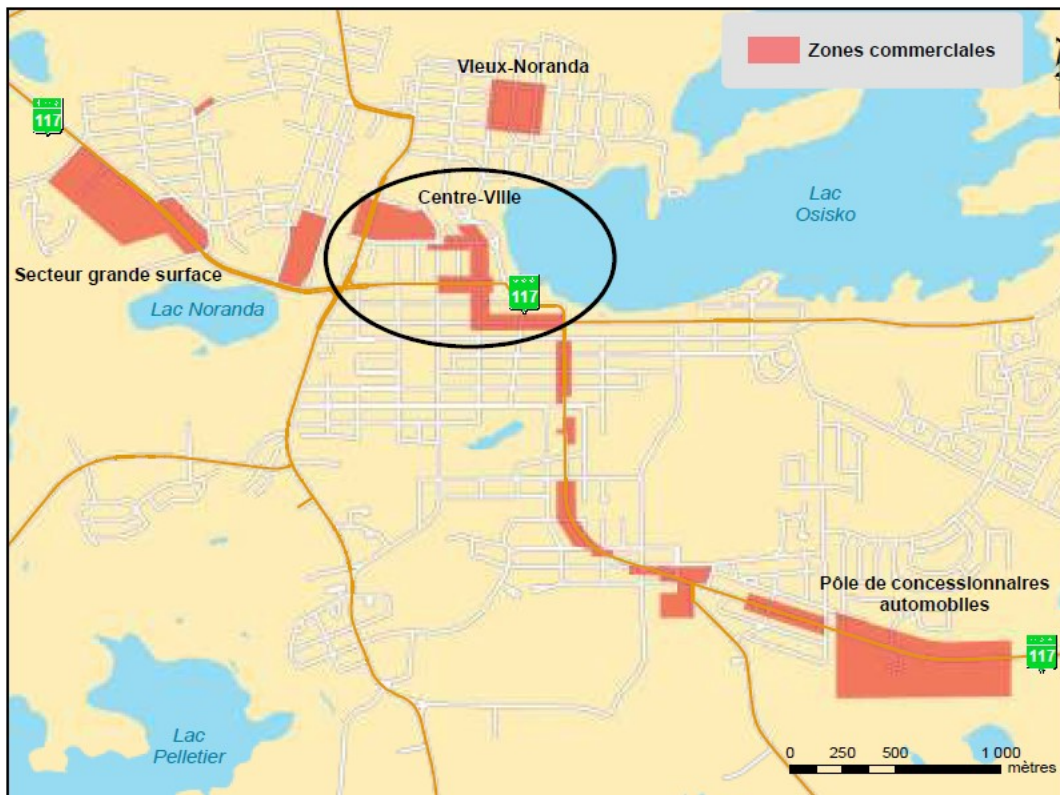 Zones commerciales
Vieux-Noranda
117
Centre-Ville
Lac
Osisko
Secteur grande surface
117
Lac Noranda
Pôle de concessionnaires
automobiles
117
Lac
Pelletier
0 250 500 1 000
mètres